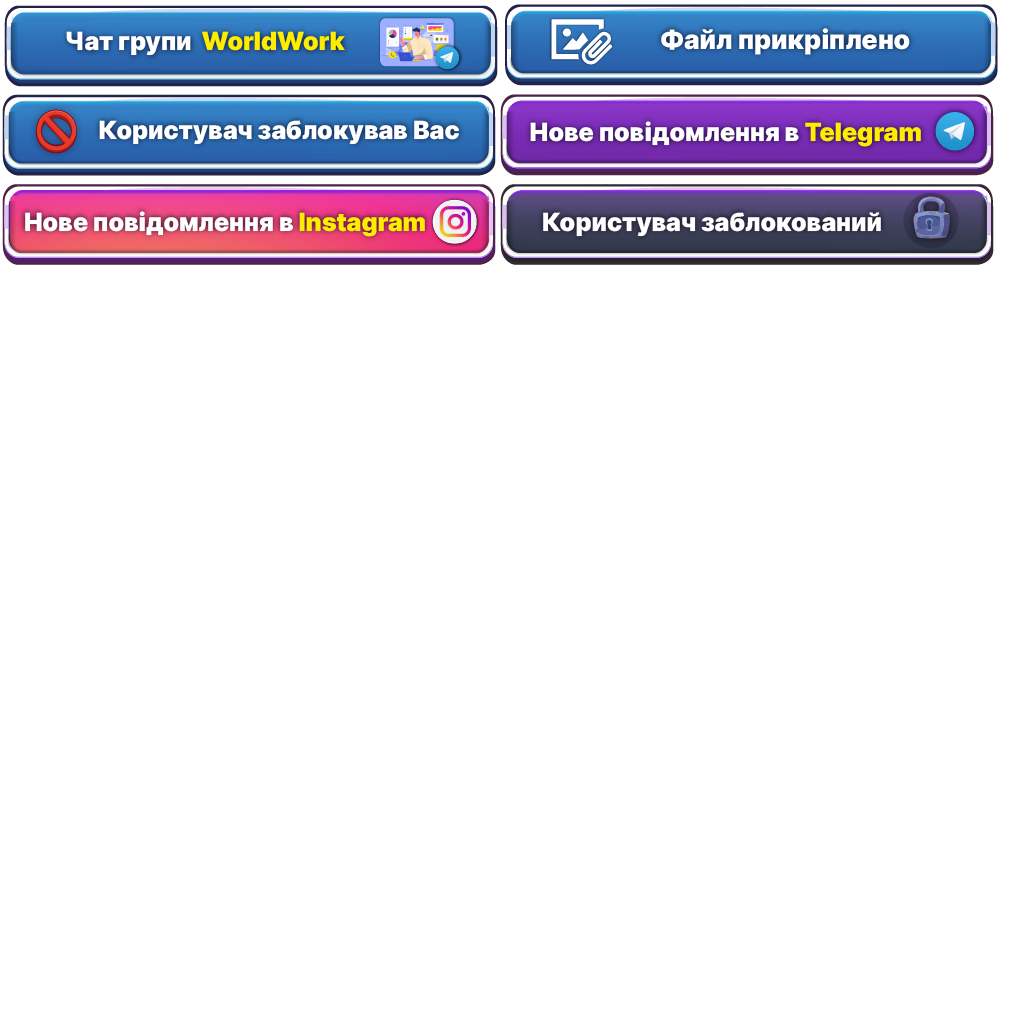 Чат групи WorldWork
Файл прикріплено
Користувач заблокував Вас
Нове повідомлення в Telegram
Нове повідомлення в Instagram
Користувач заблокований